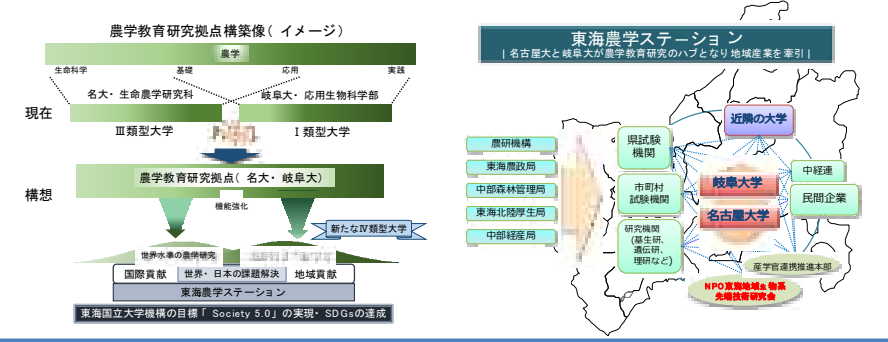 農学教育研究拠点構築像(イメージ)
農学
生命科学 基礎 応用 実践
名大・生命農学研究科 岐阜大・応用生物科学部
現在
Ⅲ類型大学 Ⅰ類型大学
構想
農学教育研究拠点(名大・岐阜大)
機能強化
新たなⅣ類型大学
世界水準の農学研究
国際貢献 世界・日本の課題解決 地域貢献
東海農学ステーション
東海国立大学機構の目標「Society 5.0」の実現・SDGsの達成
東海農学ステーション
|名古屋大と岐阜大が農学教育研究のハブとなり地域産業を牽引|
農研機構
東海農政局
中部森林管理局
東海北陸厚生局
中部経産局
県試験
機関
市町村
試験機関
研究機関
(基生研、
遺伝研、
理研など)
近隣の大学
岐阜大学
名古屋大学
中経連
民間企業
産学官連携推進本部
NPO東海地域生物系
先端技術研究会